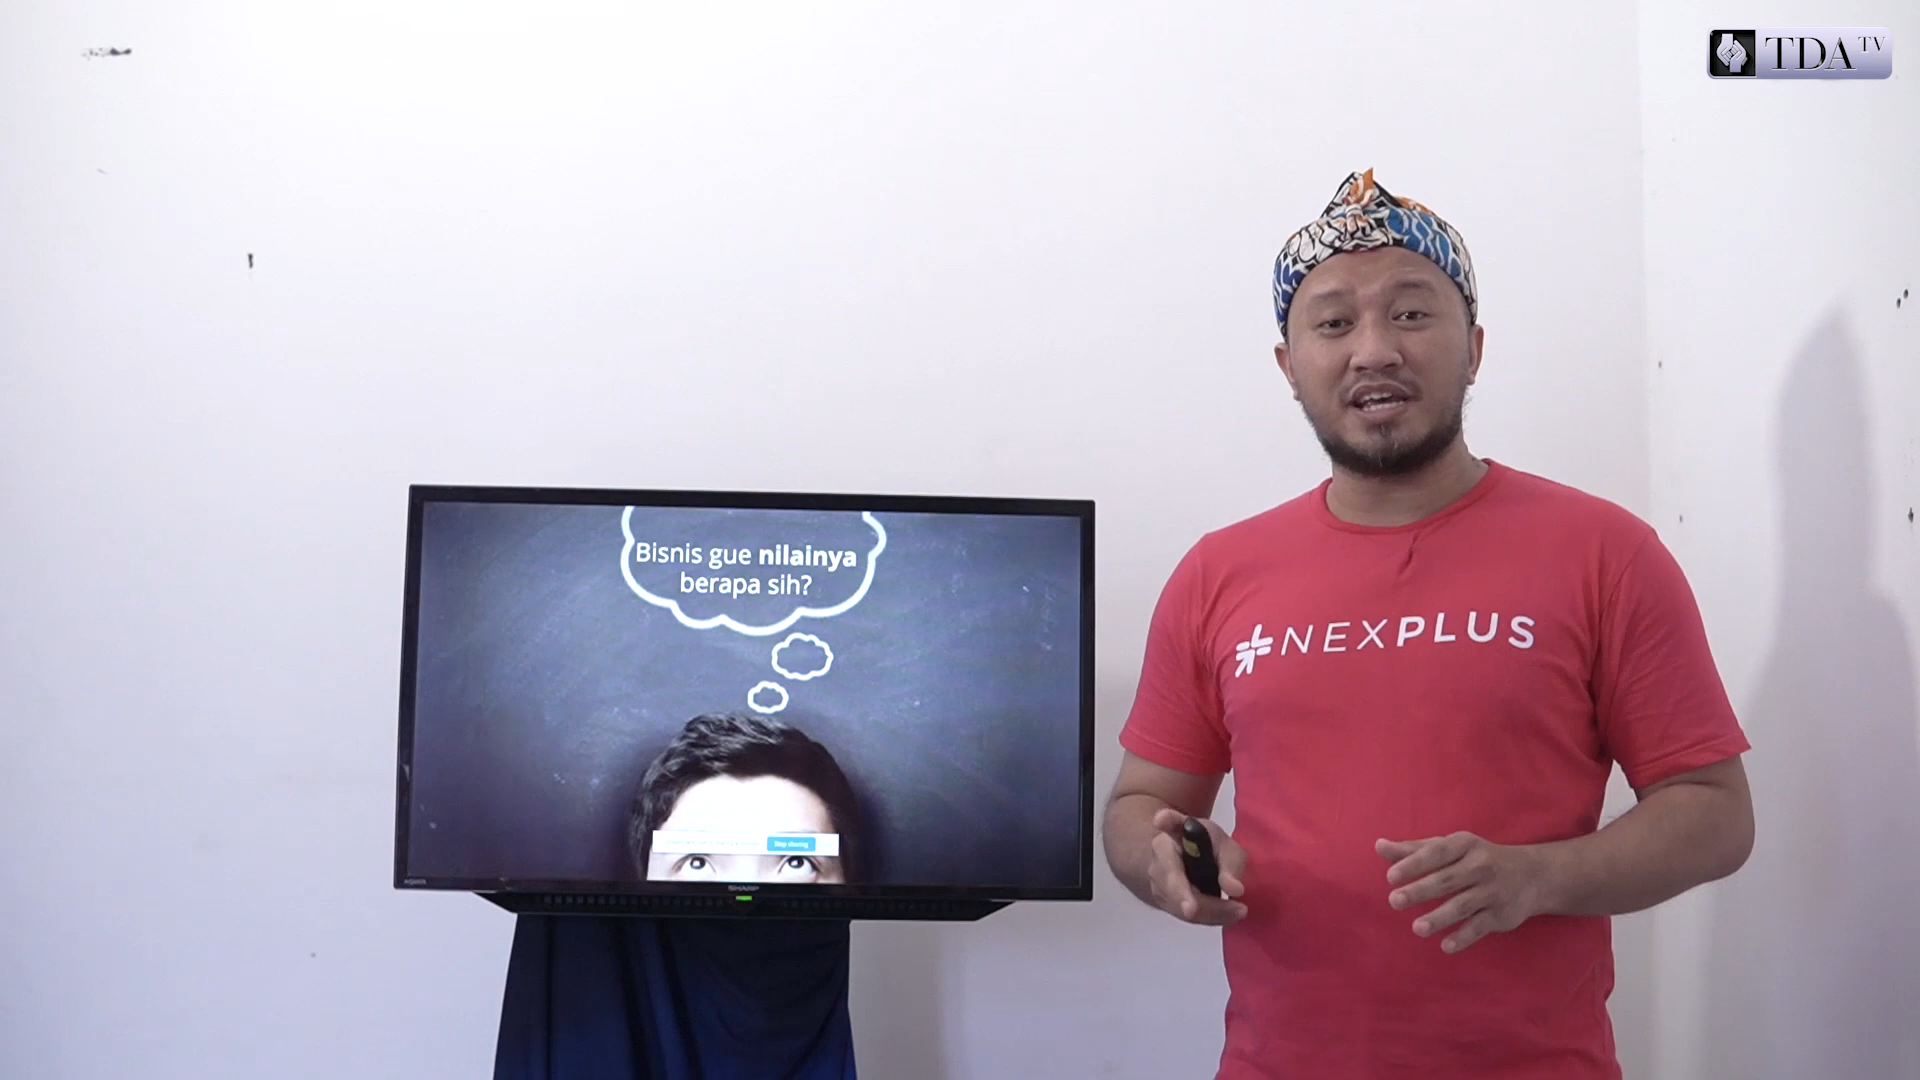 TDA TV
Bisnis gue nilainya
berapa sih?
NEXPLUS
Stop sharing
SHARP
AQUOS